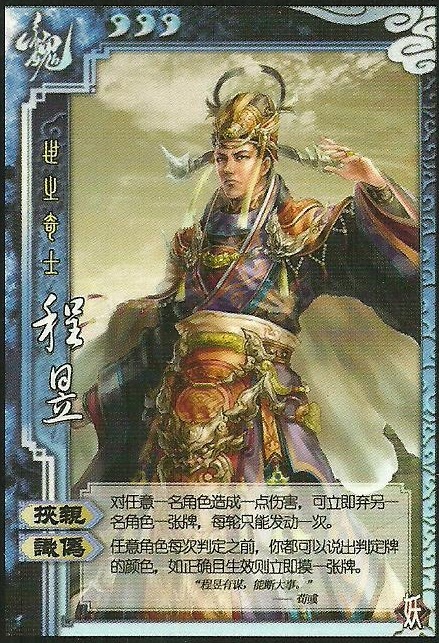 魏
999
世之奇士
程昱
挟親
识偽
对任意一名角色造成一点伤害,可立即弃另一
名角色一张牌,每轮只能发动一次。
任意角色每次判定之前,你都可以说出判定牌
的颜色,如正确且生效则立即摸一张牌。
“程昱有谋,能断大事。”
——荀彧
妖